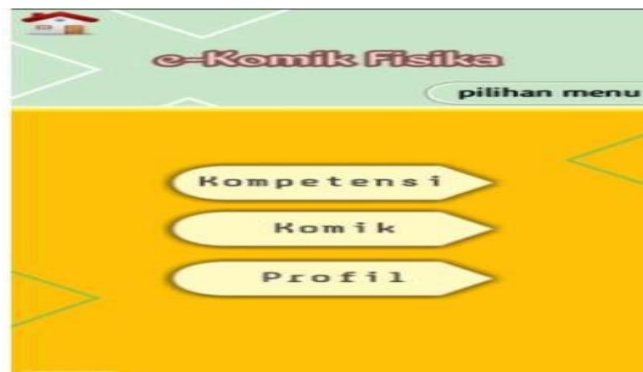 e-Komik Fisika
pilihan menu
Kompetensi
Komik
Profil